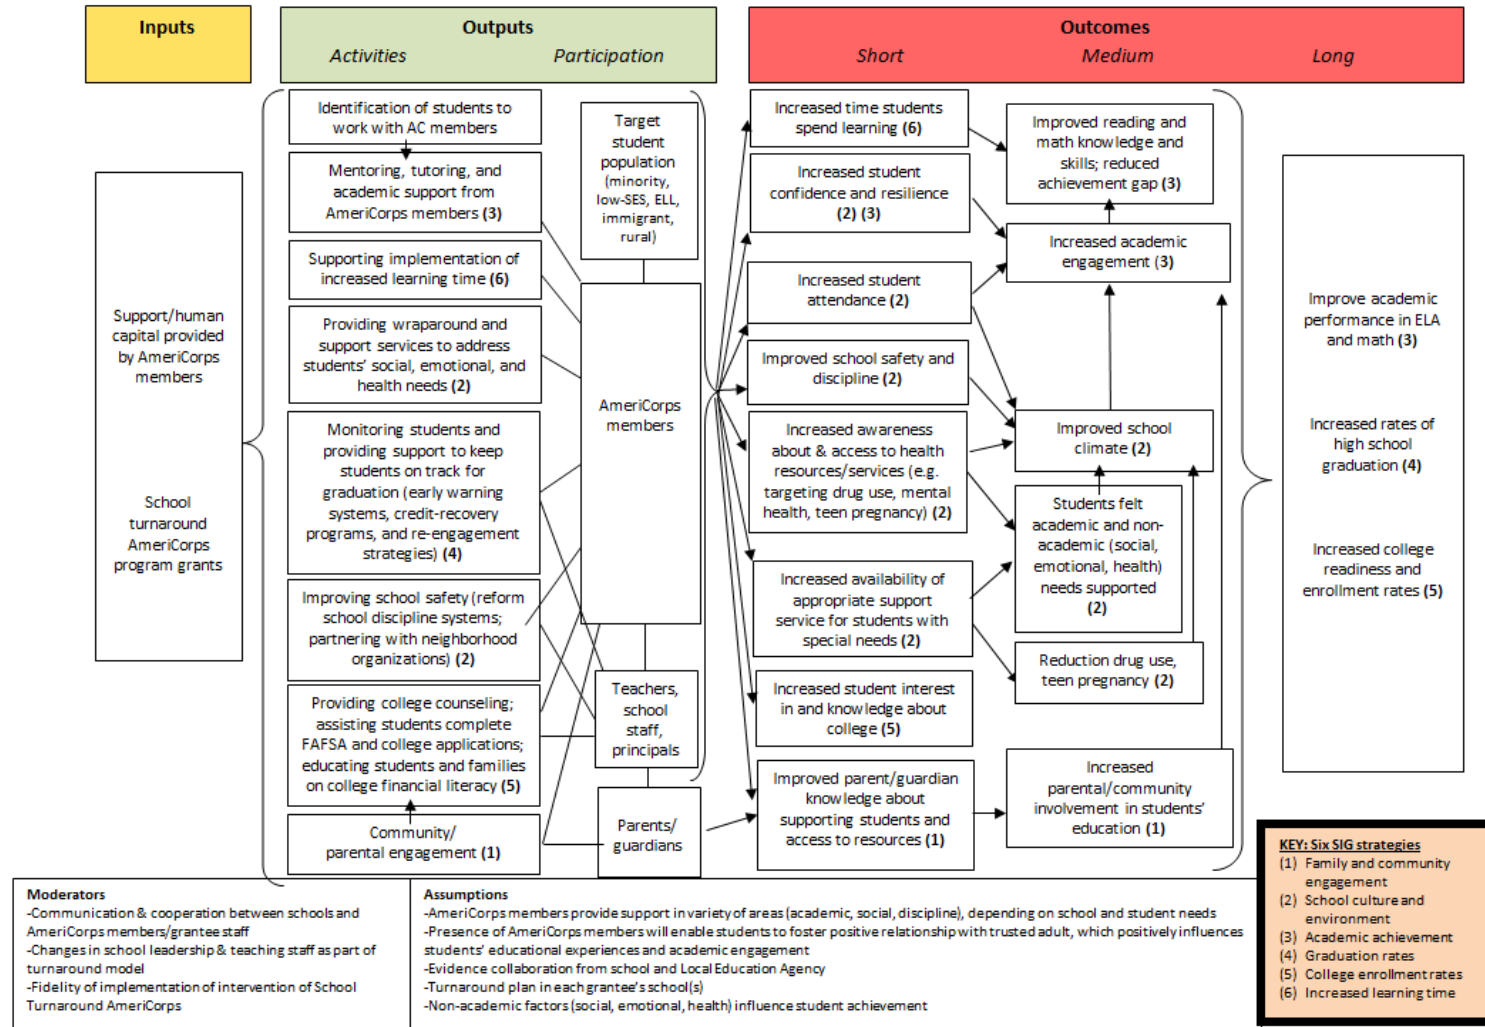 Inputs
Outputs
Activities
Participation
Outcomes
Short
Medium
Long
Support/human
capital provided
by AmeriCorps
members
School
turnaround
AmeriCorps
program grants
Identification of students to
work with AC members
Mentoring, tutoring, and
academic support from
AmeriCorps members (3)
Supporting implementation of
increased learning time (6)
Providing wraparound and
support services to address
students' social, emotional, and
health needs (2)
Monitoring students and
providing support to keep
students on track for
graduation (early warning
systems, credit-recovery
programs, and re-engagement
strategies) (4)
Improving school safety (reform
school discipline systems;
partnering with neighborhood
organizations) (2)
Providing college counseling;
assisting students complete
FAFSA and college applications;
educating students and families
on college financial literacy (5)
Community/
parental engagement (1)
Target
student
population
(minority,
low-SES, ELL,
immigrant,
rural)
AmeriCorps
members
Teachers,
school
staff,
principals
Parents/
guardians
Increased time students
spend learning (6)
Increased student
confidence and resilience
(2) (3)
Increased student
attendance (2)
Improved school safety and
discipline (2)
Increased awareness
about & access to health
resources/services (e.g.
targeting drug use, mental
health, teen pregnancy) (2)
Increased availability of
appropriate support
service for students with
special needs (2)
Increased student interest
in and knowledge about
college (5)
Improved parent/guardian
knowledge about
supporting students and
access to resources (1)
Improved reading and
math knowledge and
skills; reduced
achievement gap (3)
Increased academic
engagement (3)
Improved school
climate (2)
Students felt
academic and non-
academic (social,
emotional, health)
needs supported
(2)
Reduction drug use,
teen pregnancy (2)
Increased
parental/community
involvement in students'
education (1)
Improve academic
performance in ELA
and math (3)
Increased rates of
high school
graduation (4)
Increased college
readiness and
enrollment rates (5)
Moderators
-Communication & cooperation between schools and
AmeriCorps members/grantee staff
-Changes in school leadership & teaching staff as part of
turnaround model
-Fidelity of implementation of intervention of School
Turnaround AmeriCorps
Assumptions
-AmeriCorps members provide support in variety of areas (academic, social, discipline), depending on school and student needs
-Presence of AmeriCorps members will enable students to foster positive relationship with trusted adult, which positively influences
students' educational experiences and academic engagement
-Evidence collaboration from school and Local Education Agency
-Turnaround plan in each grantee's school(s)
-Non-academic factors (social, emotional, health) influence student achievement
KEY: Six SIG strategies
(1) Family and community
engagement
(2) School culture and
environment
(3) Academic achievement
(4) Graduation rates
(5) College enrollment rates
(6) Increased learning time